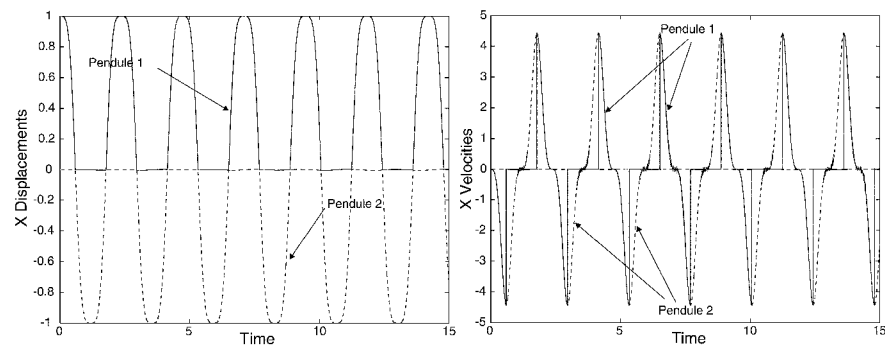 X Displacements
1
0.8
0.6
0.4
0.2
0
-0.2
-0.4
-0.6
-0.8
-1
Pendule 1
Pendule 2
0 5 10 15
Time
X Velocities
5
4
3
2
1
0
-1
-2
-3
-4
-5
Pendule 1
Pendule 2
0 5 10 15
Time